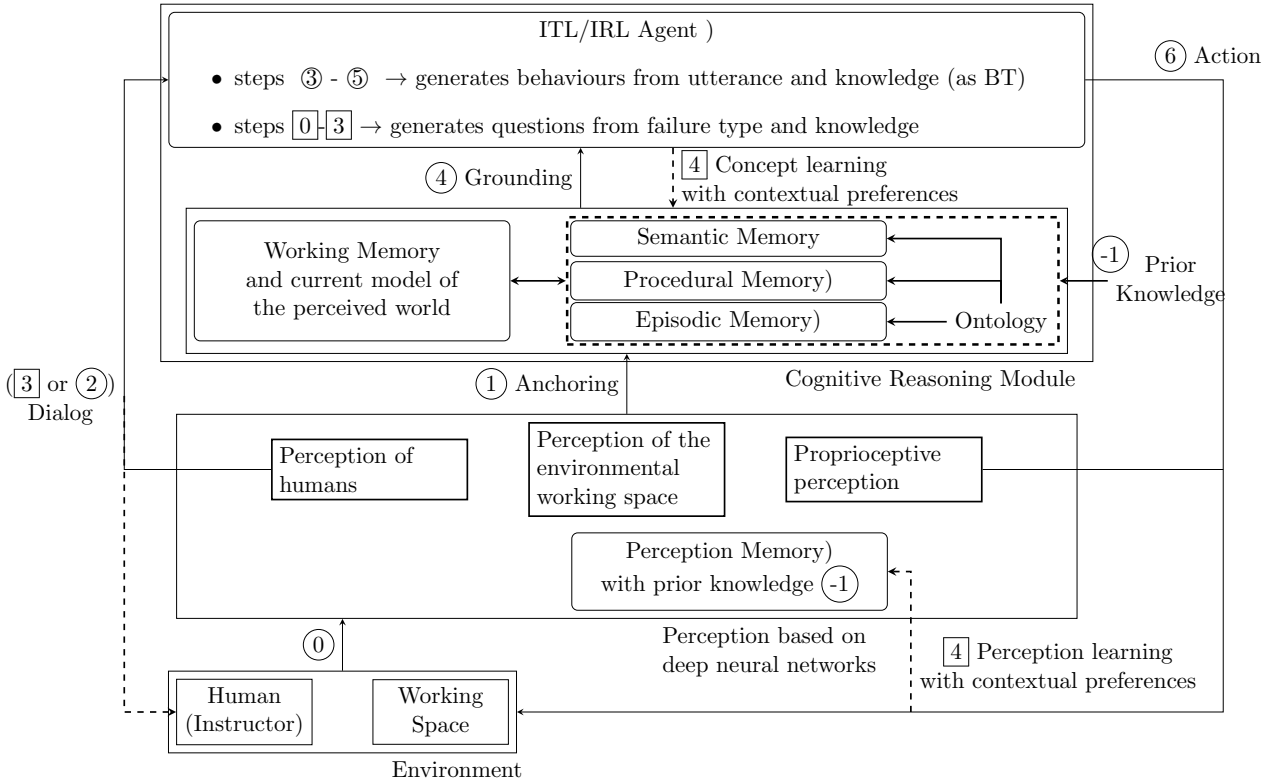 ITL/IRL Agent )
⑥ Action
• steps ③ - ⑤ → generates behaviours from utterance and knowledge (as BT)
• steps 0 - 3 → generates questions from failure type and knowledge
④ Grounding
4 Concept learning
with contextual preferences
Working Memory
and current model of
the perceived world
Semantic Memory
Procedural Memory)
Episodic Memory)
Ontology
-1
Prior
Knowledge
Cognitive Reasoning Module
(3 or ②)
Dialog
① Anchoring
Perception of
humans
Perception of the
environmental
working space
Proprioceptive
perception
Perception Memory)
with prior knowledge -1
Perception based on
deep neural networks
⓪
4 Perception learning
with contextual preferences
Human
(Instructor)
Working
Space
Environment